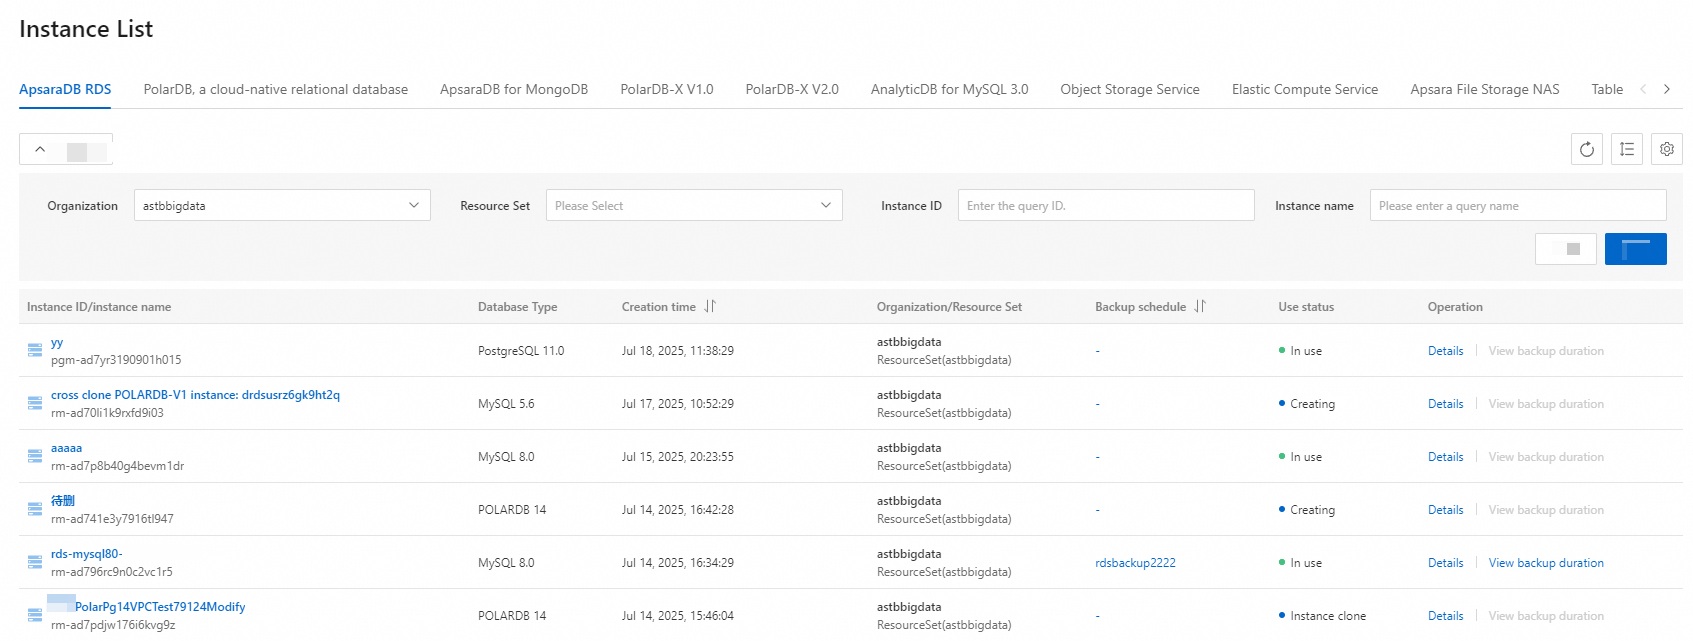 Instance List
ApsaraDB RDS PolarDB, a cloud-native relational database ApsaraDB for MongoDB PolarDB-X V1.0 PolarDB-X V2.0 AnalyticDB for MySQL 3.0 Object Storage Service Elastic Compute Service Apsara File Storage NAS Table
Organization astbbigdata Resource Set Please Select Instance ID Enter the query ID. Instance name Please enter a query name
Instance ID/instance name Database Type Creation time Organization/Resource Set Backup schedule Use status Operation
yy astbbigdata
PostgreSQL 11.0 Jul 18, 2025, 11:38:29 - In use Details View backup duration
pgm-ad7yr3190901h015 ResourceSet(astbbigdata)
cross clone POLARDB-V1 instance: drdsusrz6gk9ht2q astbbigdata
MySQL 5.6 Jul 17, 2025, 10:52:29 - Creating Details View backup duration
rm-ad70li1k9rxfd9i03 ResourceSet(astbbigdata)
aaaaa astbbigdata
MySQL 8.0 Jul 15, 2025, 20:23:55 - In use Details View backup duration
rm-ad7p8b40g4bevm1dr ResourceSet(astbbigdata)
待删 astbbigdata
POLARDB 14 Jul 14, 2025, 16:42:28 - Creating Details View backup duration
rm-ad741e3y7916tl947 ResourceSet(astbbigdata)
rds-mysql80- astbbigdata
MySQL 8.0 Jul 14, 2025, 16:34:29 rdsbackup2222 In use Details View backup duration
rm-ad796rc9n0c2vc1r5 ResourceSet(astbbigdata)
PolarPg14VPCTest79124Modify astbbigdata
POLARDB 14 Jul 14, 2025, 15:46:04 - Instance clone Details View backup duration
rm-ad7pdjw176i6kvg9z ResourceSet(astbbigdata)